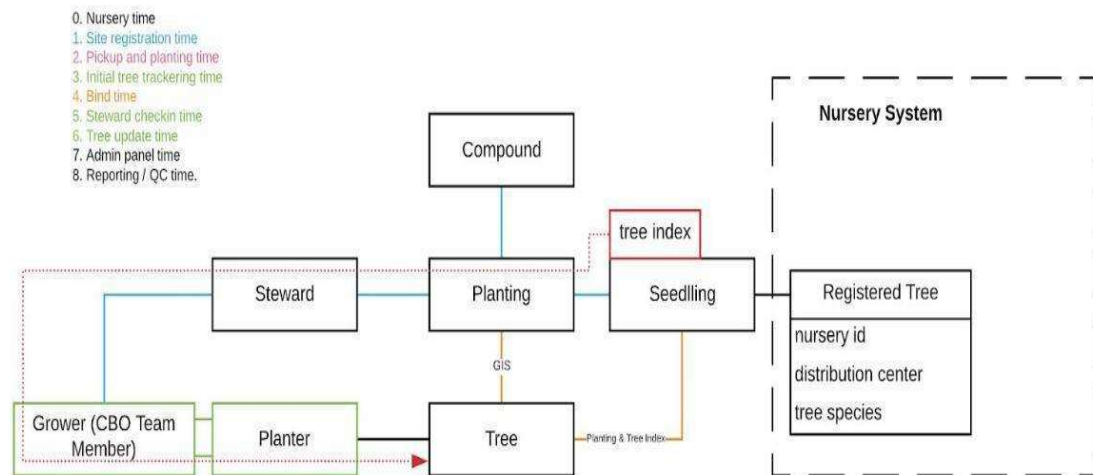 0. Nursery time
1. Site registration time
2. Pickup and planting time
3. Initial tree trackering time
4. Bind time
5. Steward checkin time
6. Tree update time
7. Admin panel time
8. Reporting / QC time.
Nursery System
Compound
tree index
Steward
Planting
Seedlling
Registered Tree
nursery id
distribution center
tree species
GIS
Grower (CBO Team
Member)
Planter
Tree
Planting & Tree Index